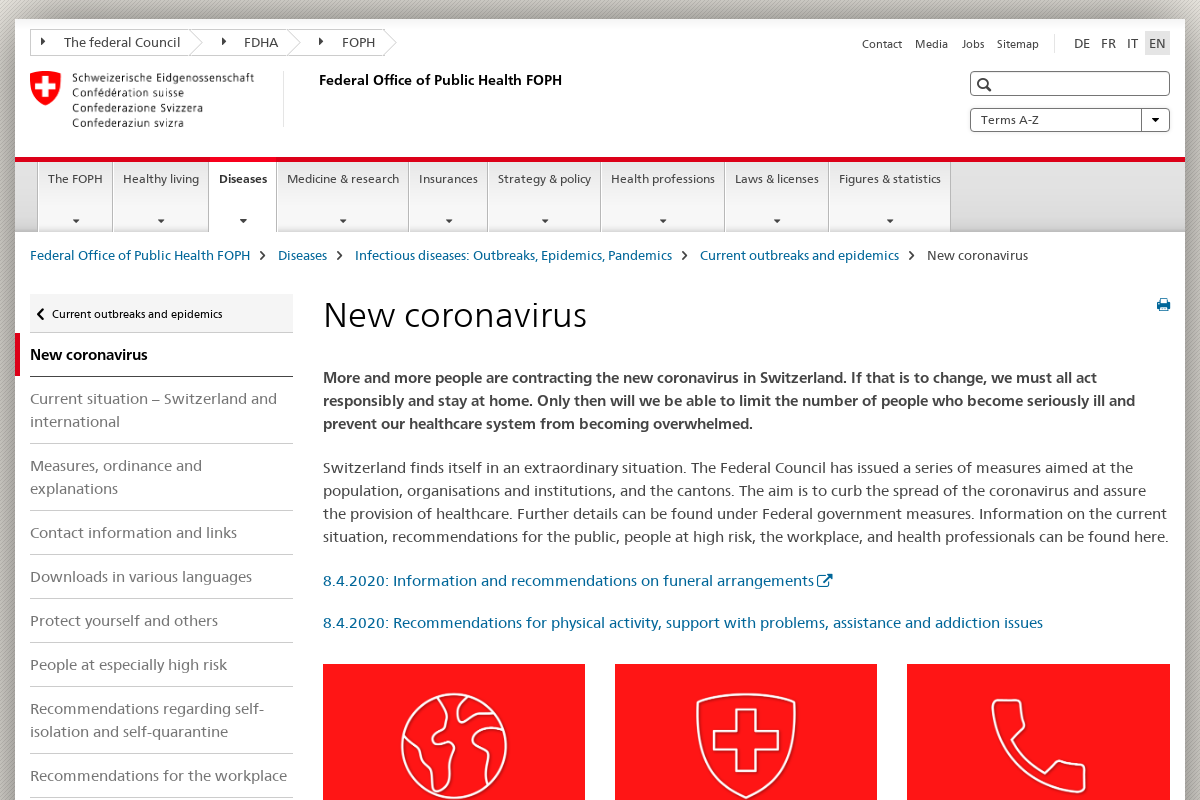 The federal Council
FDHA
FOPH
Contact
Media
Jobs
Sitemap
DE
FR
IT
EN
Schweizerische Eidgenossenschaft
Confédération suisse
Confederazione Svizzera
Confederaziun svizra
Federal Office of Public Health FOPH
Terms A-Z
The FOPH
Healthy living
Diseases
Medicine & research
Insurances
Strategy & policy
Health professions
Laws & licenses
Figures & statistics
Federal Office of Public Health FOPH
Diseases
Infectious diseases: Outbreaks, Epidemics, Pandemics
Current outbreaks and epidemics
New coronavirus
Current outbreaks and epidemics
New coronavirus
Current situation – Switzerland and
international
Measures, ordinance and
explanations
Contact information and links
Downloads in various languages
Protect yourself and others
People at especially high risk
Recommendations regarding self-
isolation and self-quarantine
Recommendations for the workplace
New coronavirus
More and more people are contracting the new coronavirus in Switzerland. If that is to change, we must all act
responsibly and stay at home. Only then will we be able to limit the number of people who become seriously ill and
prevent our healthcare system from becoming overwhelmed.
Switzerland finds itself in an extraordinary situation. The Federal Council has issued a series of measures aimed at the
population, organisations and institutions, and the cantons. The aim is to curb the spread of the coronavirus and assure
the provision of healthcare. Further details can be found under Federal government measures. Information on the current
situation, recommendations for the public, people at high risk, the workplace, and health professionals can be found here.
8.4.2020: Information and recommendations on funeral arrangements
8.4.2020: Recommendations for physical activity, support with problems, assistance and addiction issues